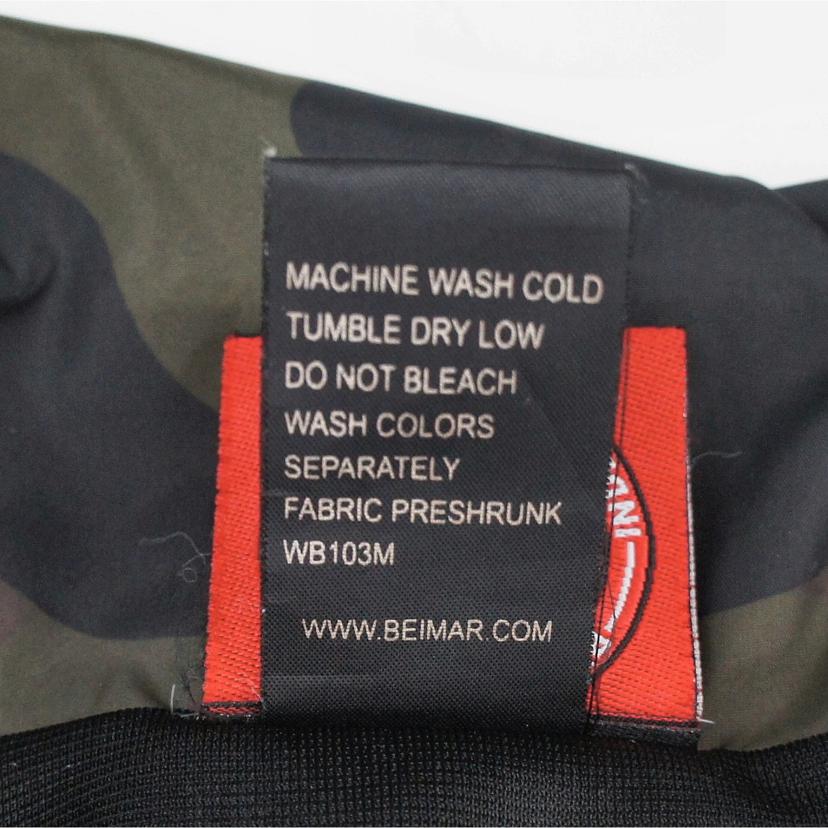 MACHINE WASH COLD
TUMBLE DRY LOW
DO NOT BLEACH
WASH COLORS
SEPARATELY
FABRIC PRESHRUNK
WB103M
WWW.BEIMAR.COM